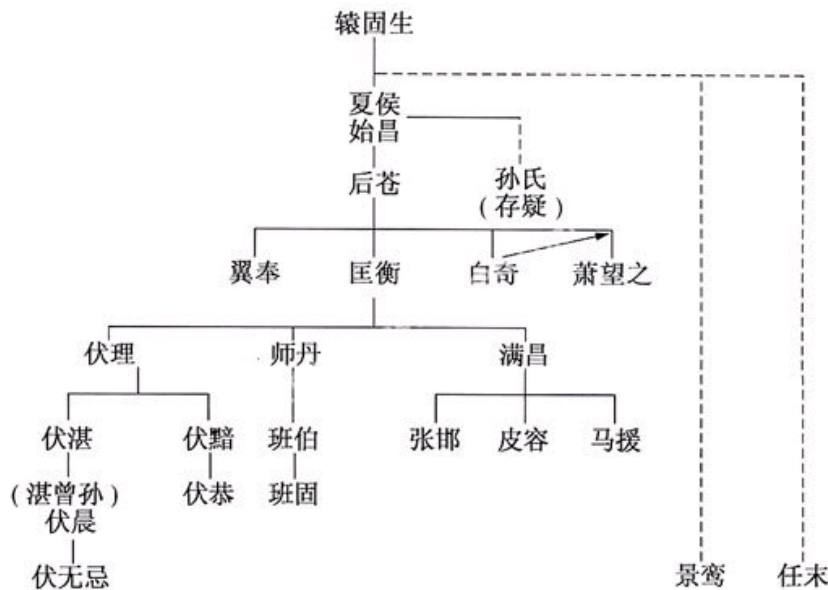 辕固生
夏侯
始昌
后苍
孙氏
(存疑)
翼奉
匡衡
白奇
萧望之
伏理
师丹
满昌
伏湛
伏黯
班伯
张邯
皮容
马援
(湛曾孙)
伏晨
伏恭
班固
伏无忌
景鸾
任末